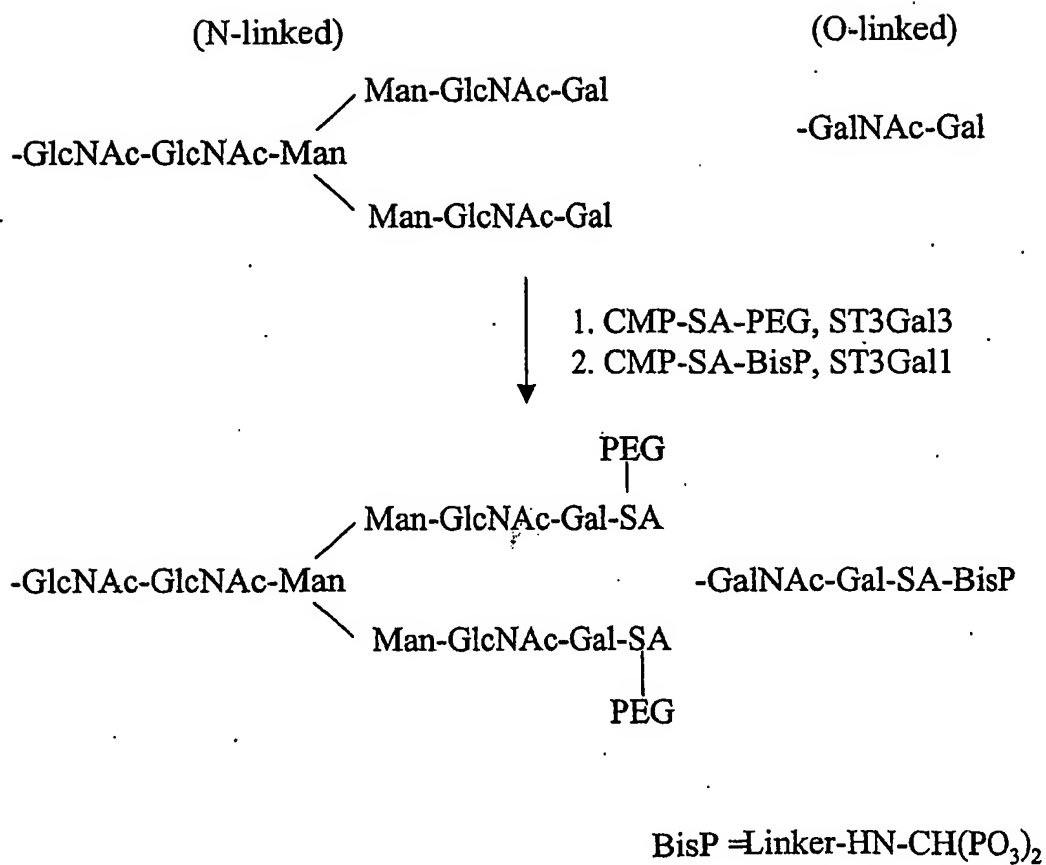 (N-linked)
(O-linked)
Man-GlcNAc-Gal
-GlcNAc-GlcNAc-Man
-GalNAc-Gal
Man-GlcNAc-Gal
1. CMP-SA-PEG, ST3Gal3
2. CMP-SA-BisP, ST3Gal1
PEG
Man-GlcNAc-Gal-SA
-GlcNAc-GlcNAc-Man
-GalNAc-Gal-SA-BisP
Man-GlcNAc-Gal-SA
PEG
BisP =Linker-HN-CH(PO₃)₂